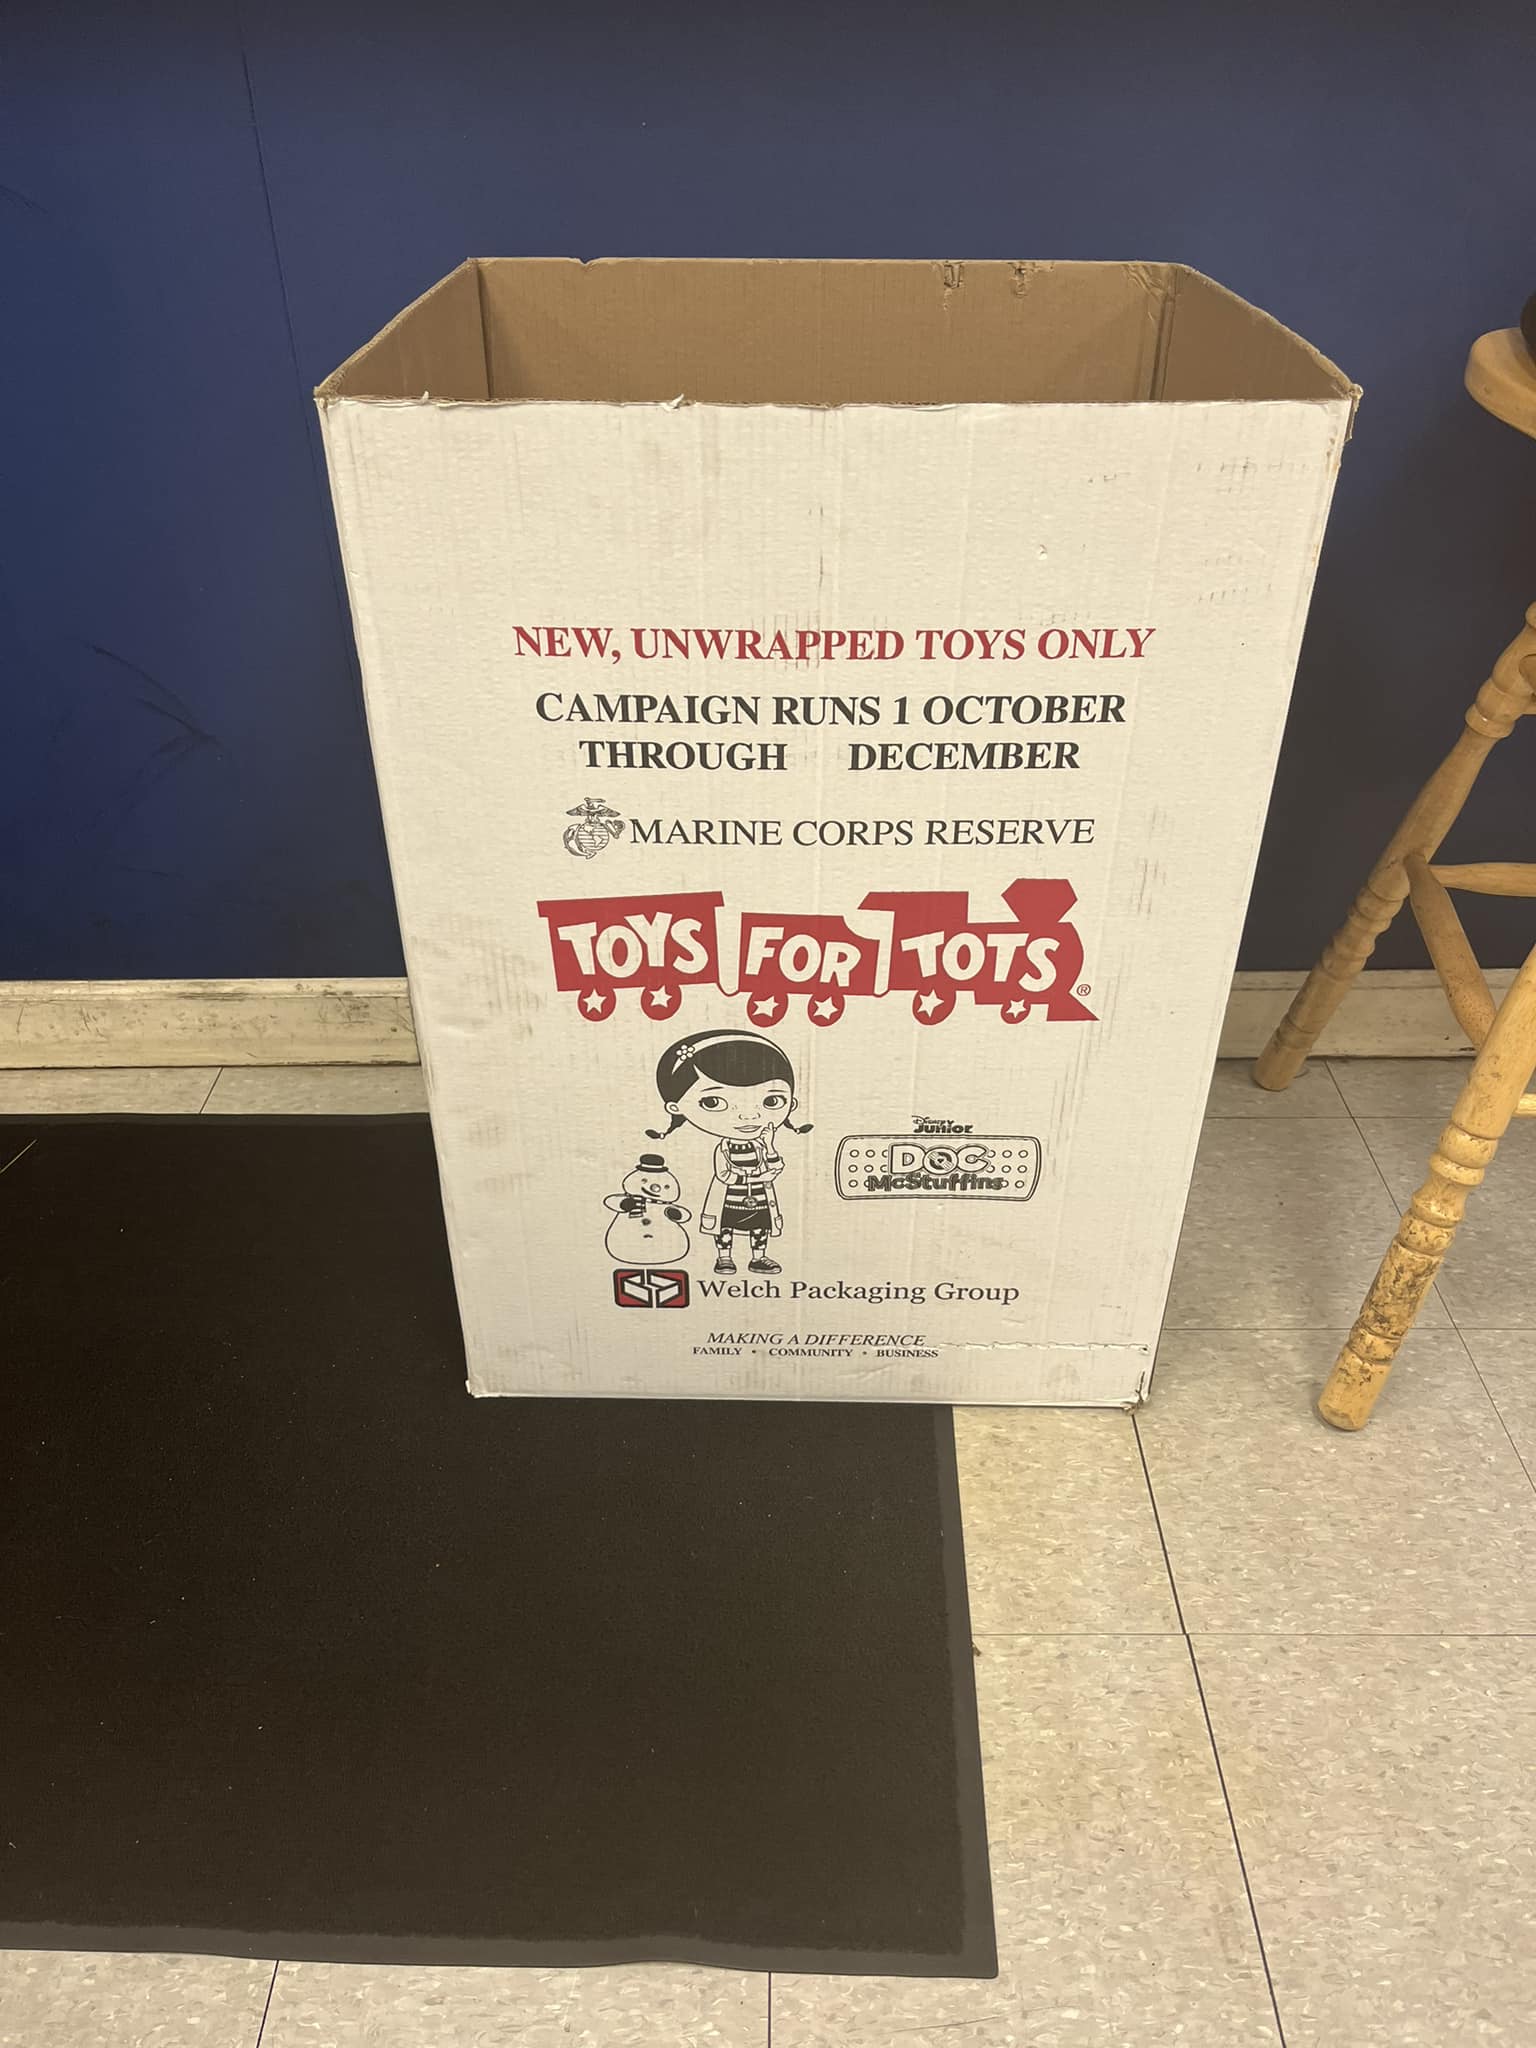 NEW, UNWRAPPED TOYS ONLY
CAMPAIGN RUNS 1 OCTOBER
THROUGH DECEMBER
MARINE CORPS RESERVE
TOYS FOR TOTS ®
Disney
Junior
DOC
McStuffins
Welch Packaging Group
MAKING A DIFFERENCE
FAMILY • COMMUNITY • BUSINESS